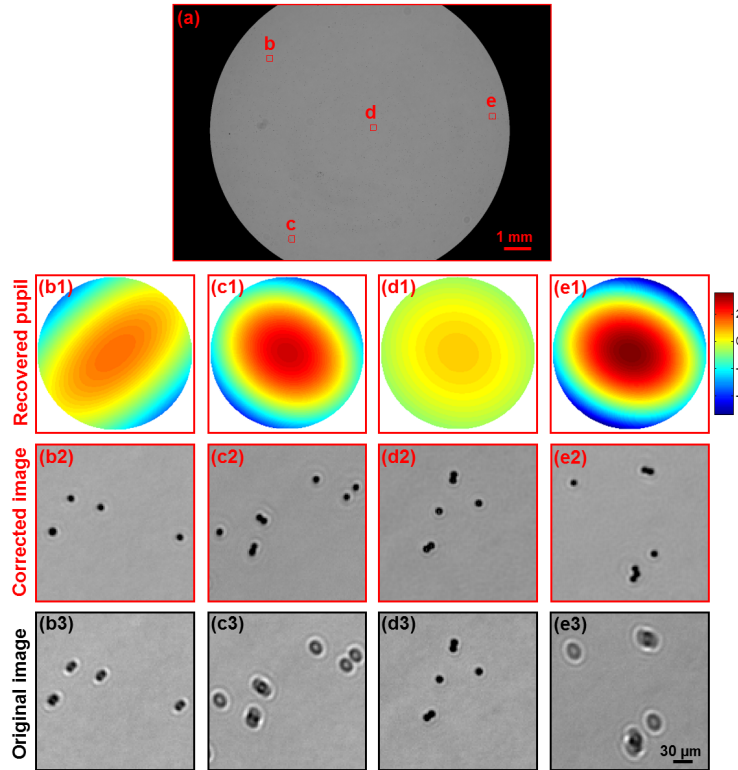 (a)
b
e
d
c
1 mm
Recovered pupil
(b1)
(c1)
(d1)
(e1)
Corrected image
(b2)
(c2)
(d2)
(e2)
Original image
(b3)
(c3)
(d3)
(e3)
30 μm